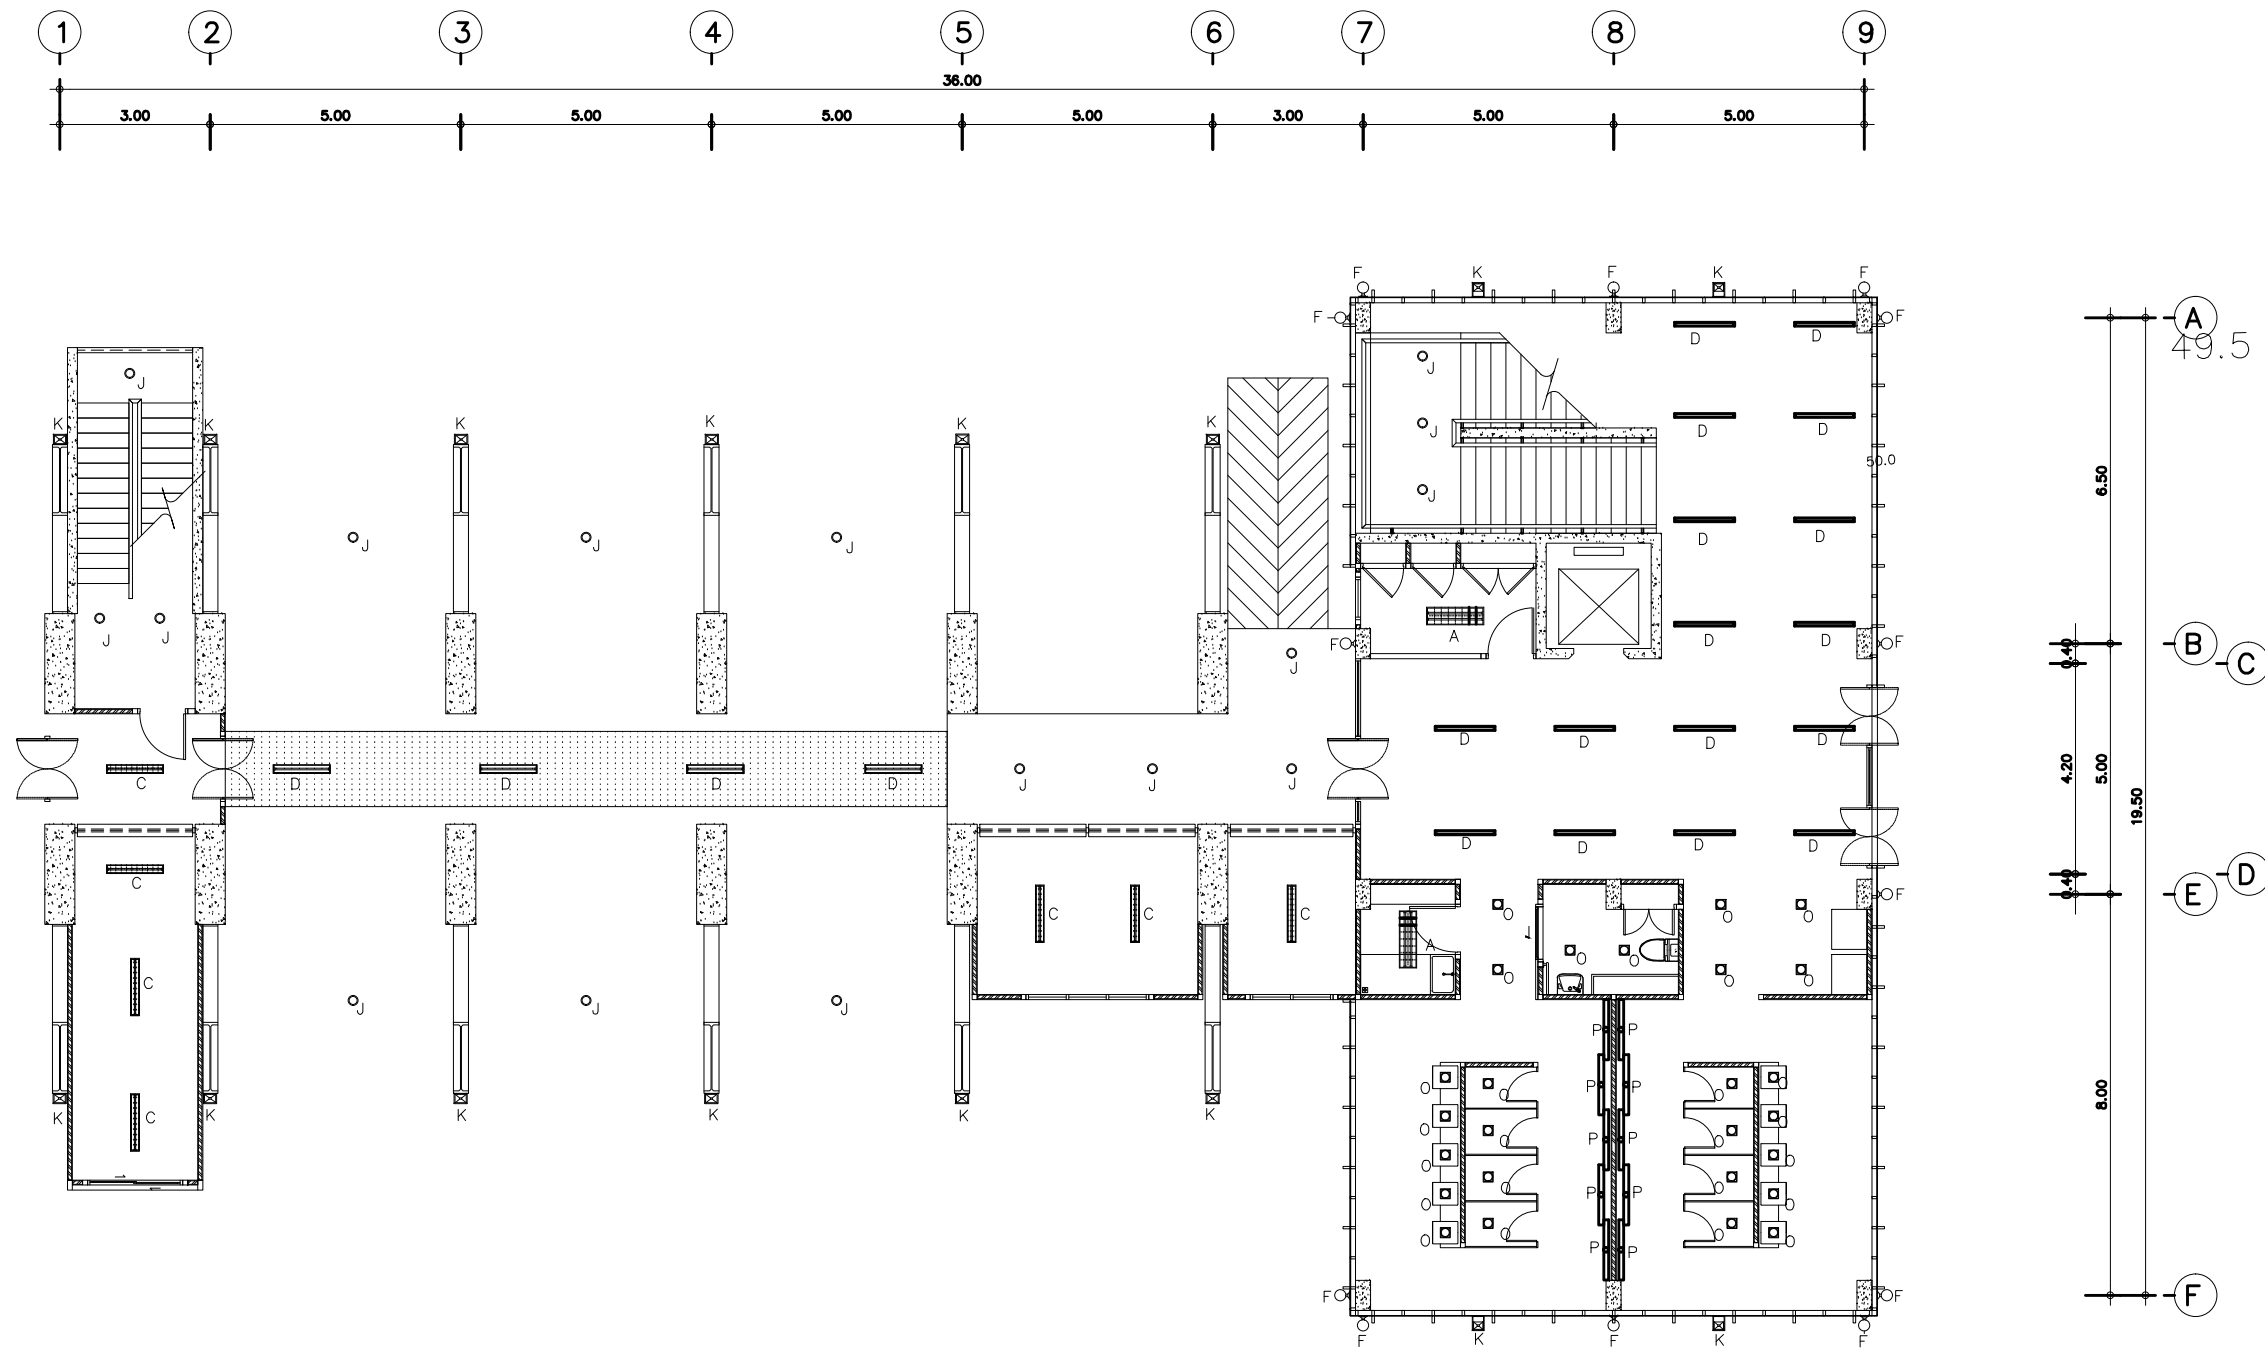 1 2 3 4 5 6 7 8 9
36.00
3.00 5.00 5.00 5.00 5.00 3.00 5.00 5.00
F K F K F
F D D F A
49.5
J J
J
K K K K K K J D D
50.0
6.50
J
J J J D D
J J A D D
F F B
0.40
J C
D D D D
C D D D D J J J 4.20 5.00
19.50
D D D D
C D
0.40
C C C A O O O F E
O O
C O O O
J J J
P P
8.00
O O P P O O
K K K K K K
C O O P P O O
O O P P O O
O O P P O O
O P P O
F F F
F K F K F